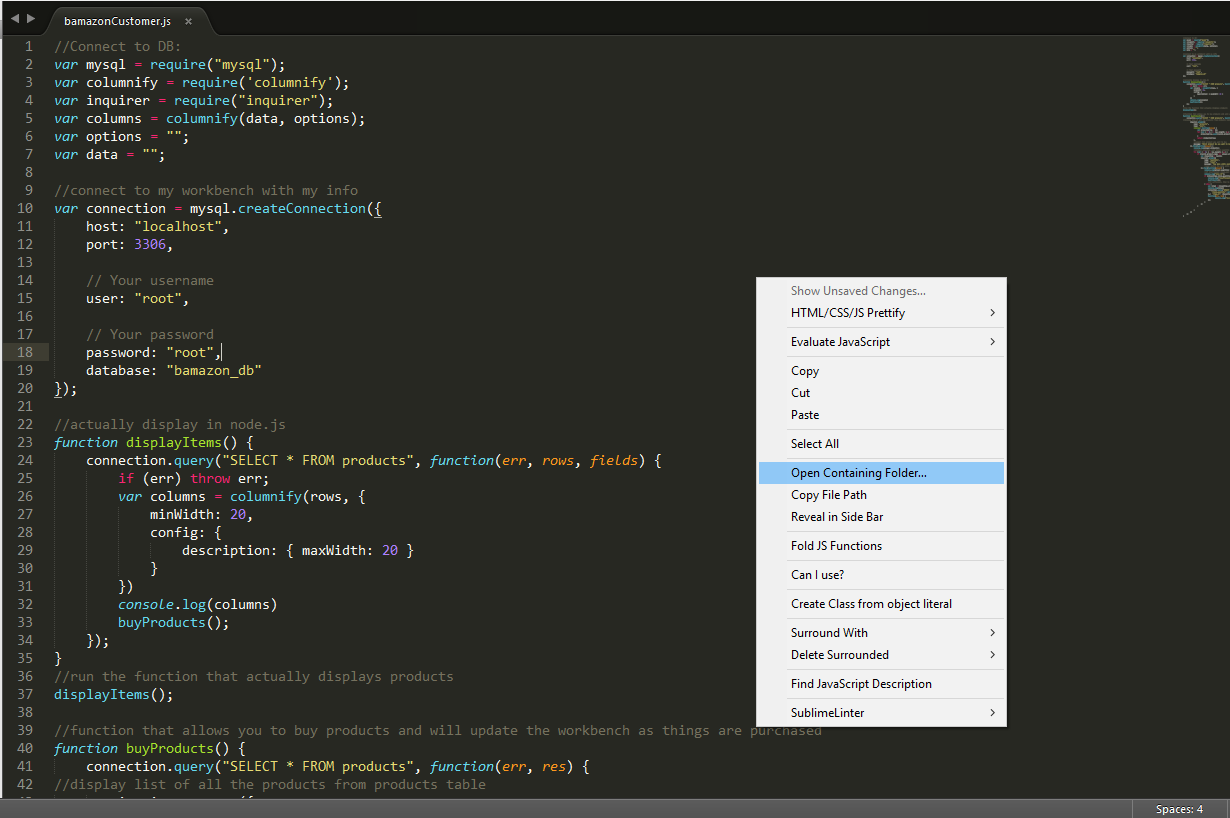 bamazonCustomer.js ×
1 //Connect to DB:
2 var mysql = require("mysql");
3 var columnify = require('columnify');
4 var inquirer = require("inquirer");
5 var columns = columnify(data, options);
6 var options = "";
7 var data = "";
8
9 //connect to my workbench with my info
10 var connection = mysql.createConnection({
11     host: "localhost",
12     port: 3306,
13
14     // Your username
15     user: "root",
16
17     // Your password
18     password: "root",
19     database: "bamazon_db"
20 });
21
22 //actually display in node.js
23 function displayItems() {
24     connection.query("SELECT * FROM products", function(err, rows, fields) {
25         if (err) throw err;
26         var columns = columnify(rows, {
27             minWidth: 20,
28             config: {
29                 description: { maxWidth: 20 }
30             }
31         })
32         console.log(columns)
33         buyProducts();
34     });
35 }
36 //run the function that actually displays products
37 displayItems();
38
39 //function that allows you to buy products and will update the workbench as things are purchased
40 function buyProducts() {
41     connection.query("SELECT * FROM products", function(err, res) {
42 //display list of all the products from products table
Show Unsaved Changes...
HTML/CSS/JS Prettify
Evaluate JavaScript
Copy
Cut
Paste
Select All
Open Containing Folder...
Copy File Path
Reveal in Side Bar
Fold JS Functions
Can I use?
Create Class from object literal
Surround With
Delete Surrounded
Find JavaScript Description
SublimeLinter
Spaces: 4